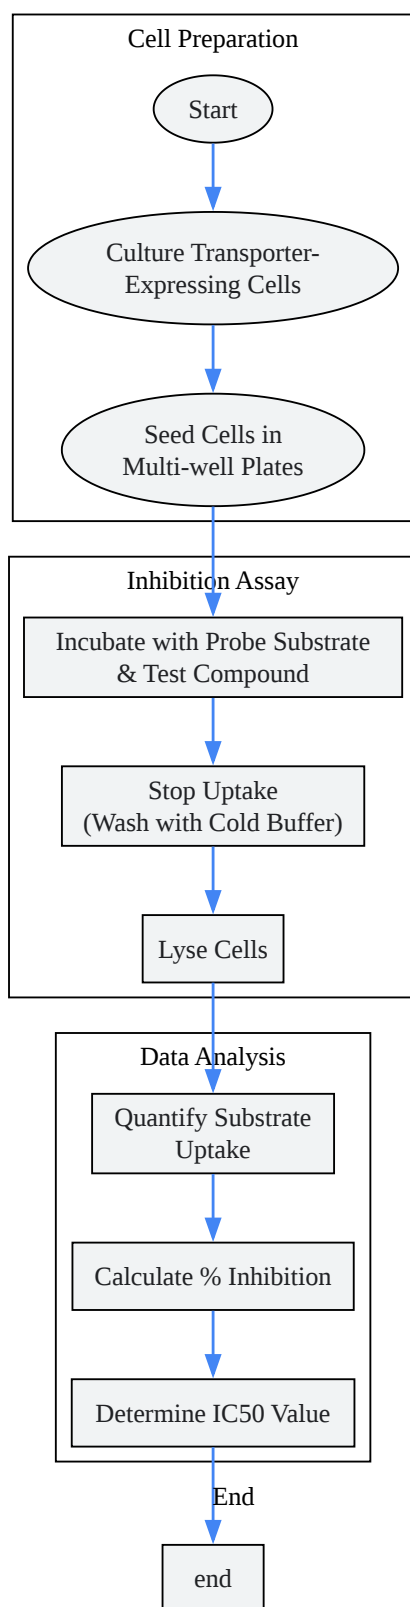 Cell Preparation
Start
Culture Transporter-
Expressing Cells
Seed Cells in
Multi-well Plates
Inhibition Assay
Incubate with Probe Substrate
& Test Compound
Stop Uptake
(Wash with Cold Buffer)
Lyse Cells
Data Analysis
Quantify Substrate
Uptake
Calculate % Inhibition
Determine IC50 Value
End
end